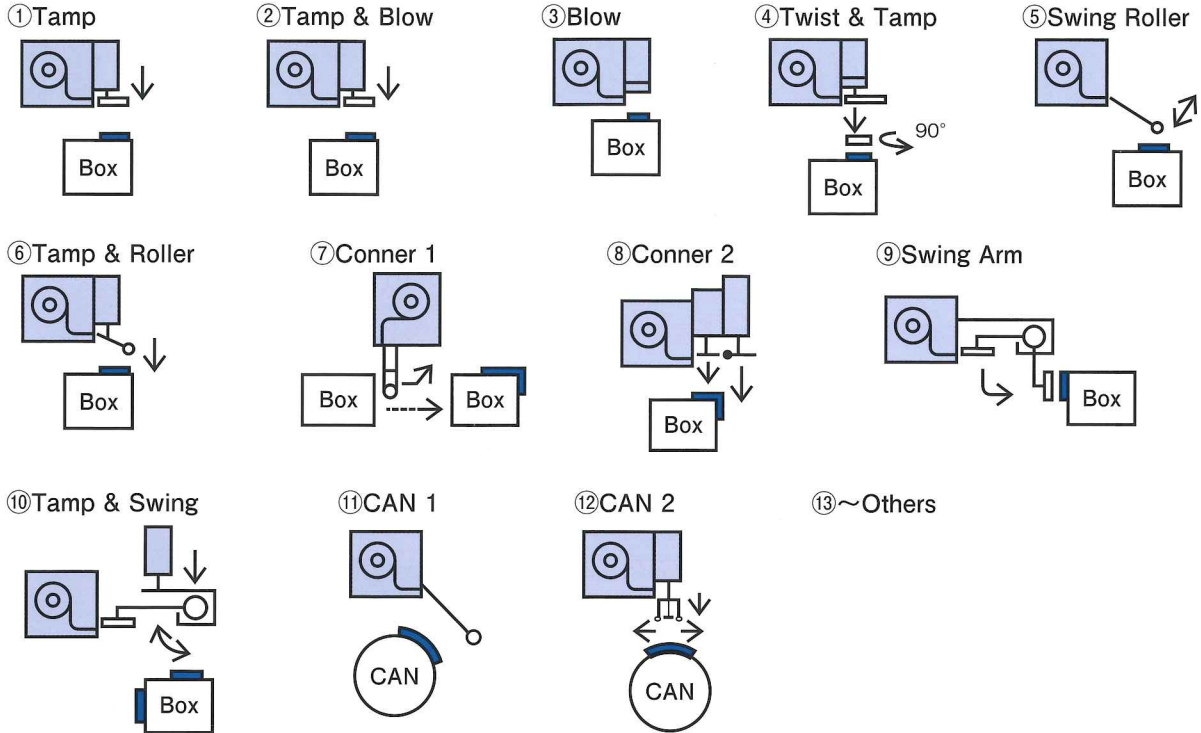 ①Tamp
②Tamp & Blow
③Blow
④Twist & Tamp
⑤Swing Roller
Box
Box
Box
90°
Box
Box
⑥Tamp & Roller
⑦Conner 1
⑧Conner 2
⑨Swing Arm
Box
Box
Box
Box
Box
⑩Tamp & Swing
⑪CAN 1
⑫CAN 2
⑬~Others
Box
CAN
CAN